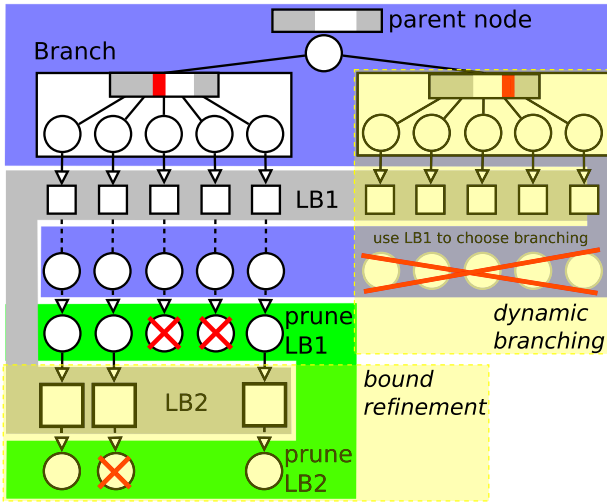 parent node
Branch
LB1
use LB1 to choose branching
prune
LB1
dynamic
branching
bound
refinement
LB2
prune
LB2